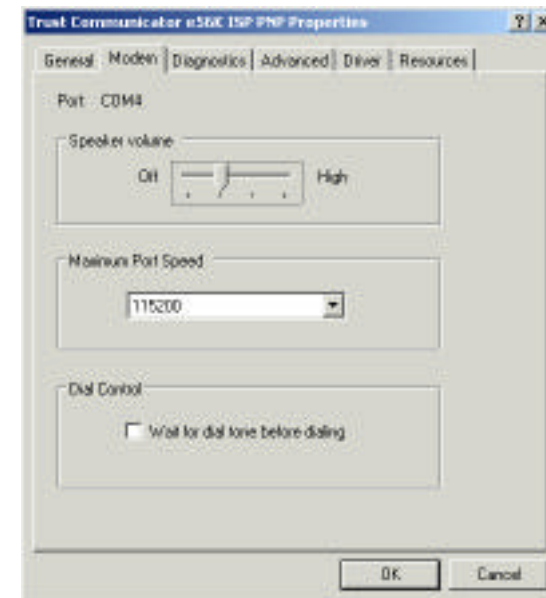 Trust Communicator e56K ISP PNP Properties
General Modem Diagnostics Advanced Driver Resources
Port COM4
Speaker volume
Off High
Maximum Port Speed
115200
Dial Control
Wait for dial tone before dialing
OK Cancel